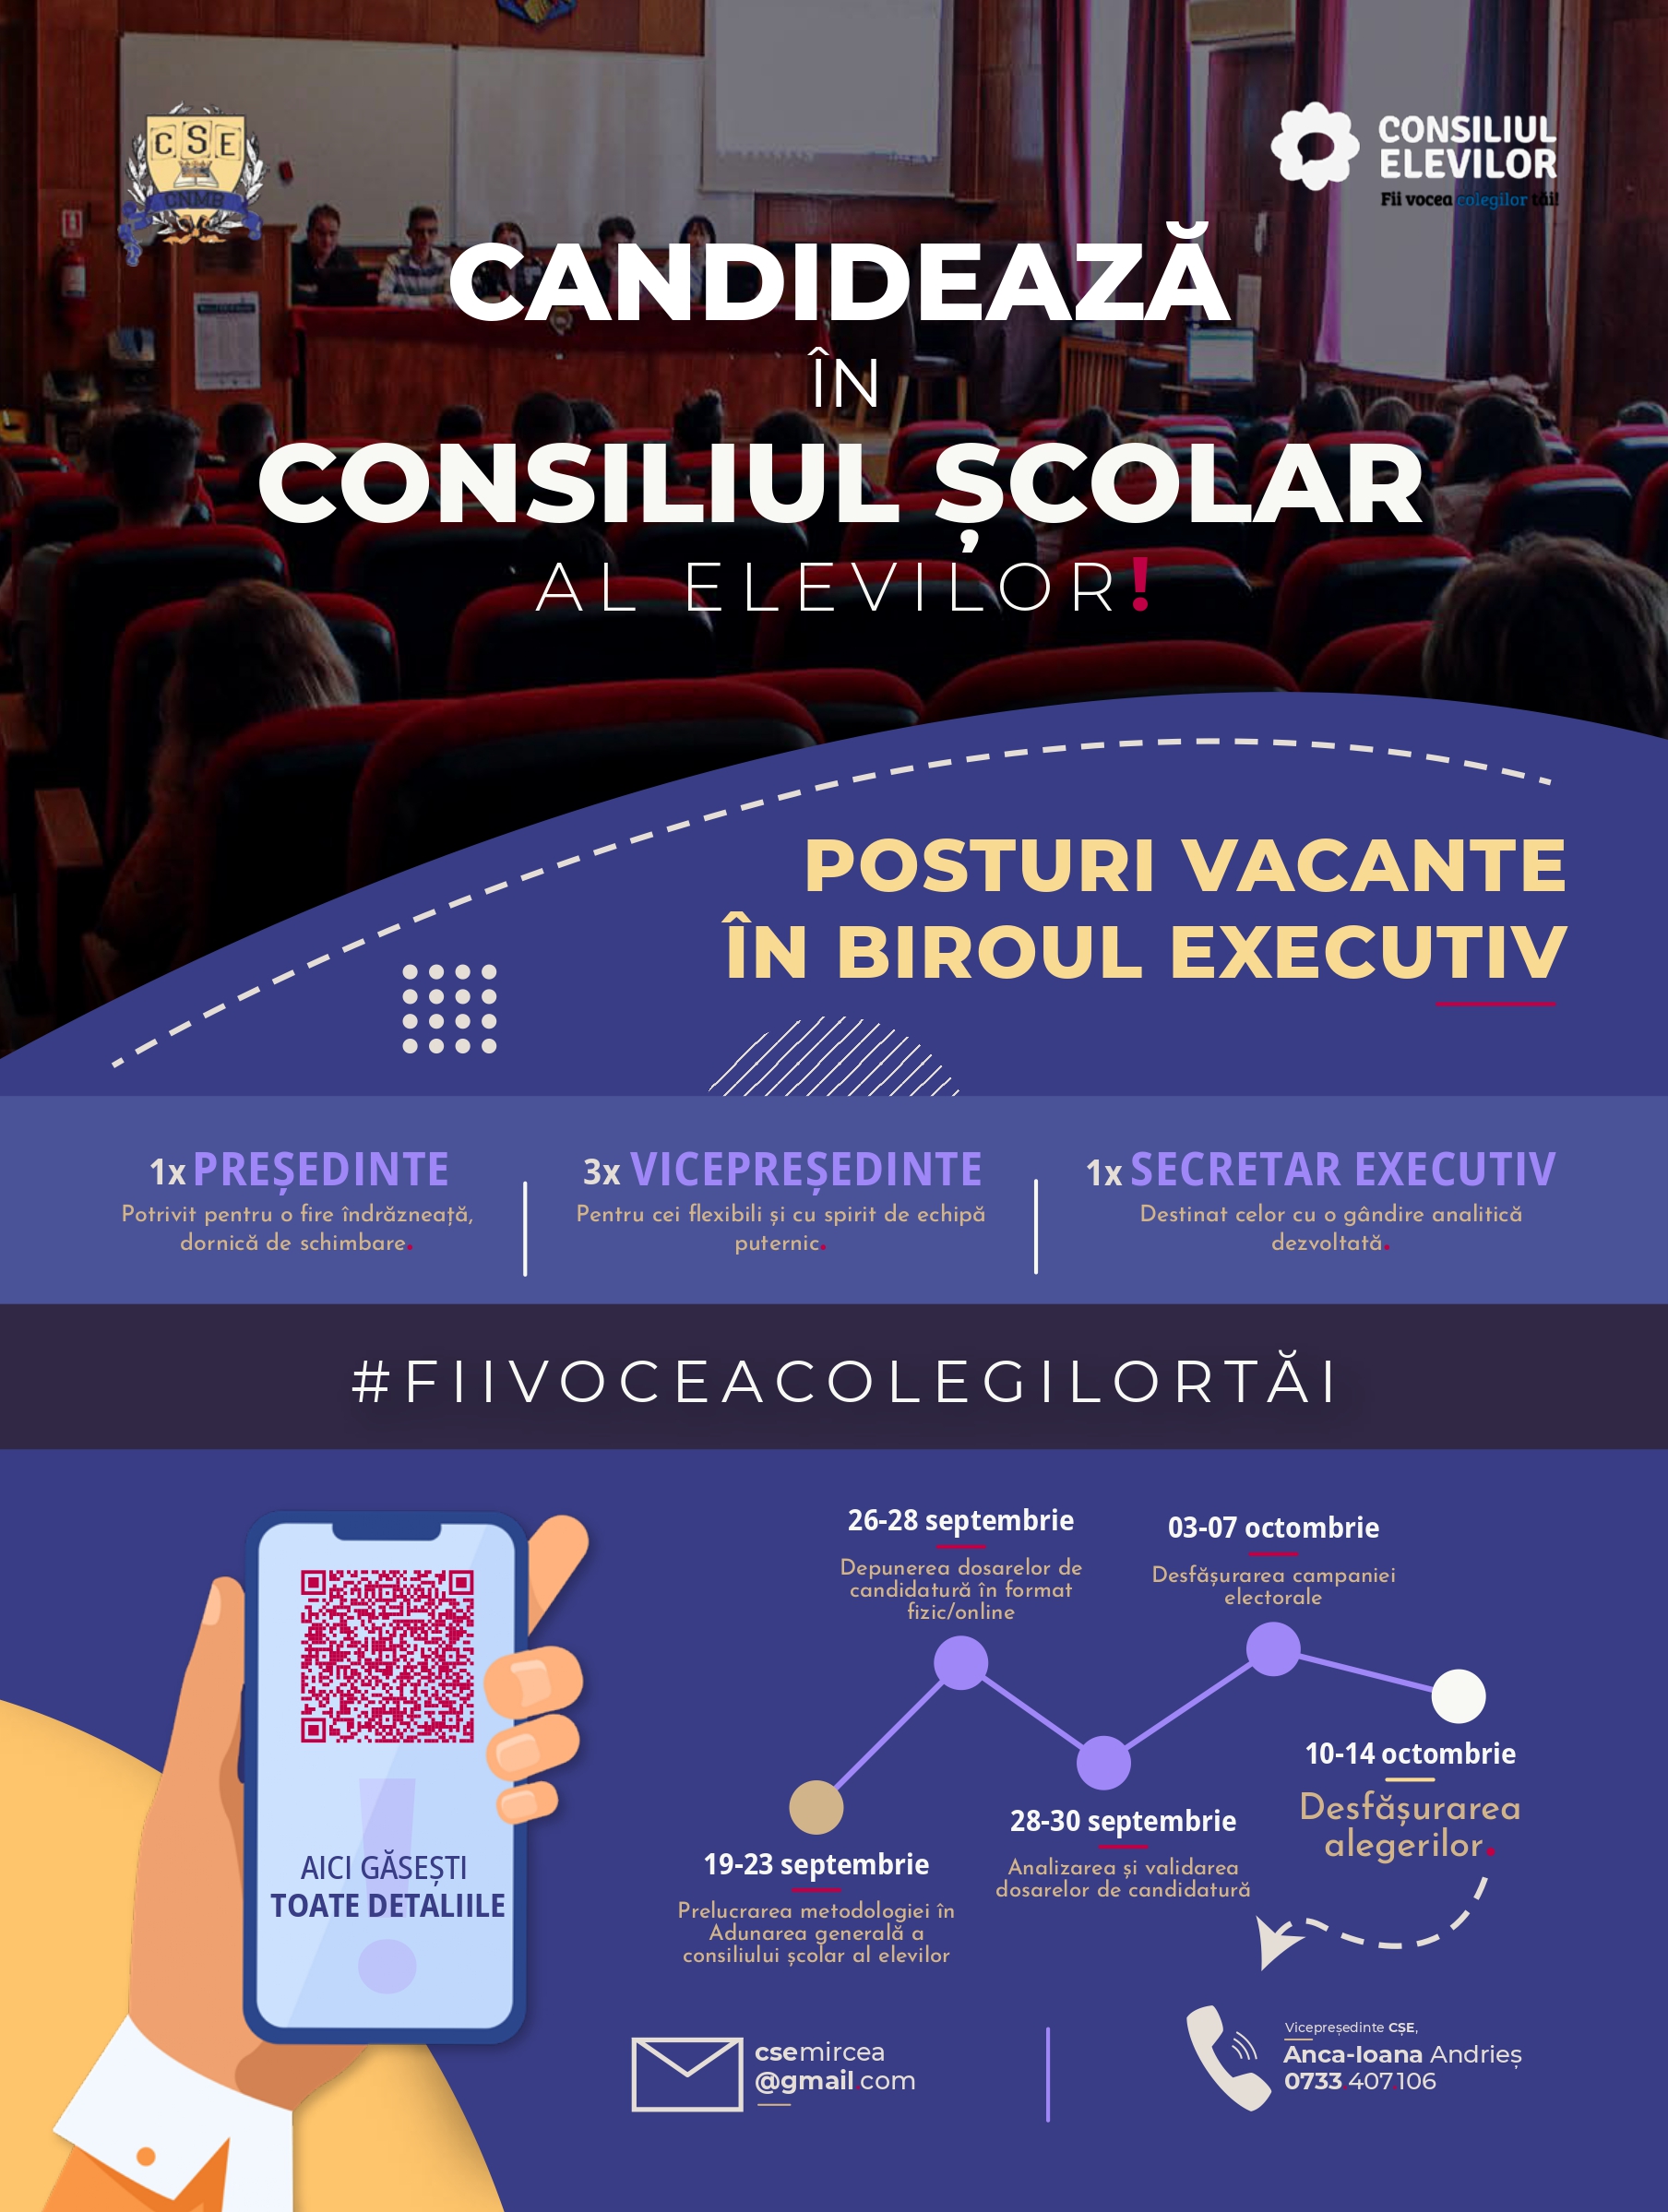 CSE
CNMB
CONSILIUL
ELEVILOR
Fii vocea colegilor tăi!
CANDIDEAZĂ
ÎN
CONSILIUL ȘCOLAR
AL ELEVILOR!
POSTURI VACANTE
ÎN BIROUL EXECUTIV
1x PREȘEDINTE
Potrivit pentru o fire îndrăzneață,
dornică de schimbare.
3x VICEPREȘEDINTE
Pentru cei flexibili și cu spirit de echipă
puternic.
1x SECRETAR EXECUTIV
Destinat celor cu o gândire analitică
dezvoltată.
#FIIVOCEACOLEGILORTĂI
AICI GĂSEȘTI
TOATE DETALIILE
19-23 septembrie
Prelucrarea metodologiei în
Adunarea generală a
consiliului școlar al elevilor
26-28 septembrie
Depunerea dosarelor de
candidatură în format
fizic/online
28-30 septembrie
Analizarea și validarea
dosarelor de candidatură
03-07 octombrie
Desfășurarea campaniei
electorale
10-14 octombrie
Desfășurarea
alegerilor.
csemircea
@gmail.com
Vicepreședinte CȘE,
Anca-Ioana Andrieș
0733.407.106